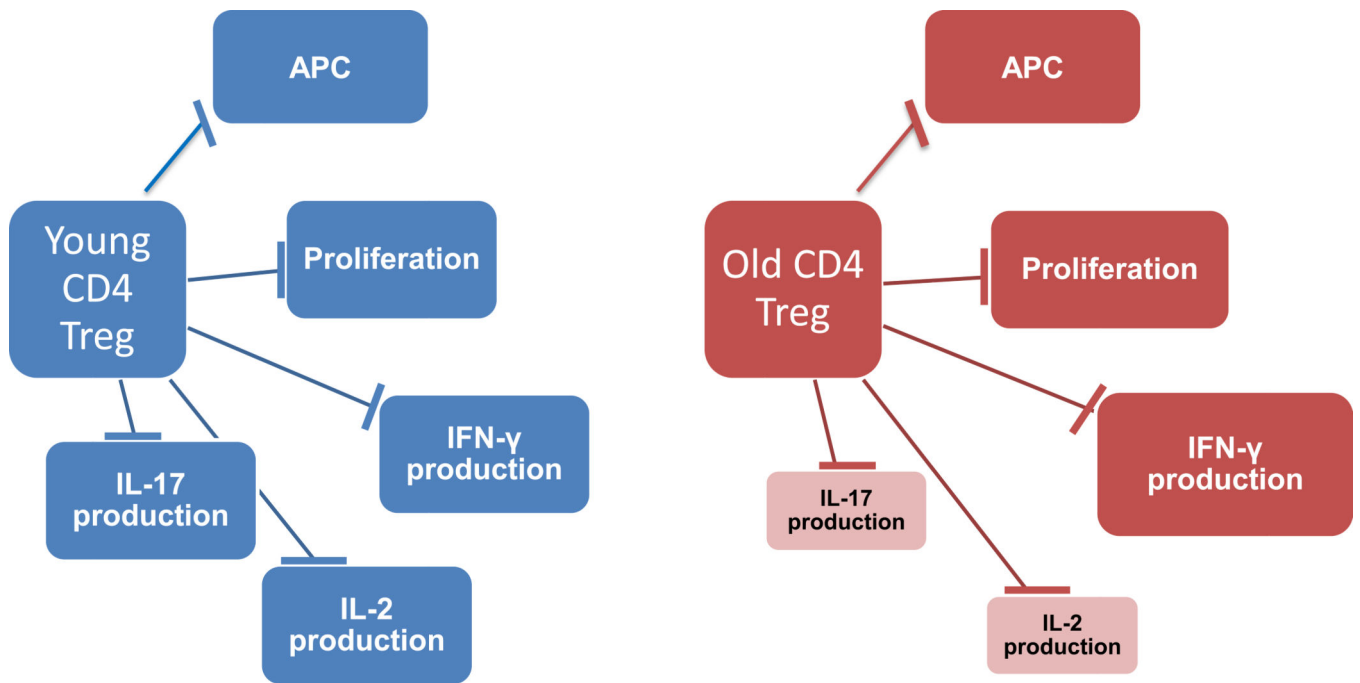 APC
Young
CD4
Treg
Proliferation
IFN-γ
production
IL-17
production
IL-2
production
APC
Old CD4
Treg
Proliferation
IFN-γ
production
IL-17
production
IL-2
production